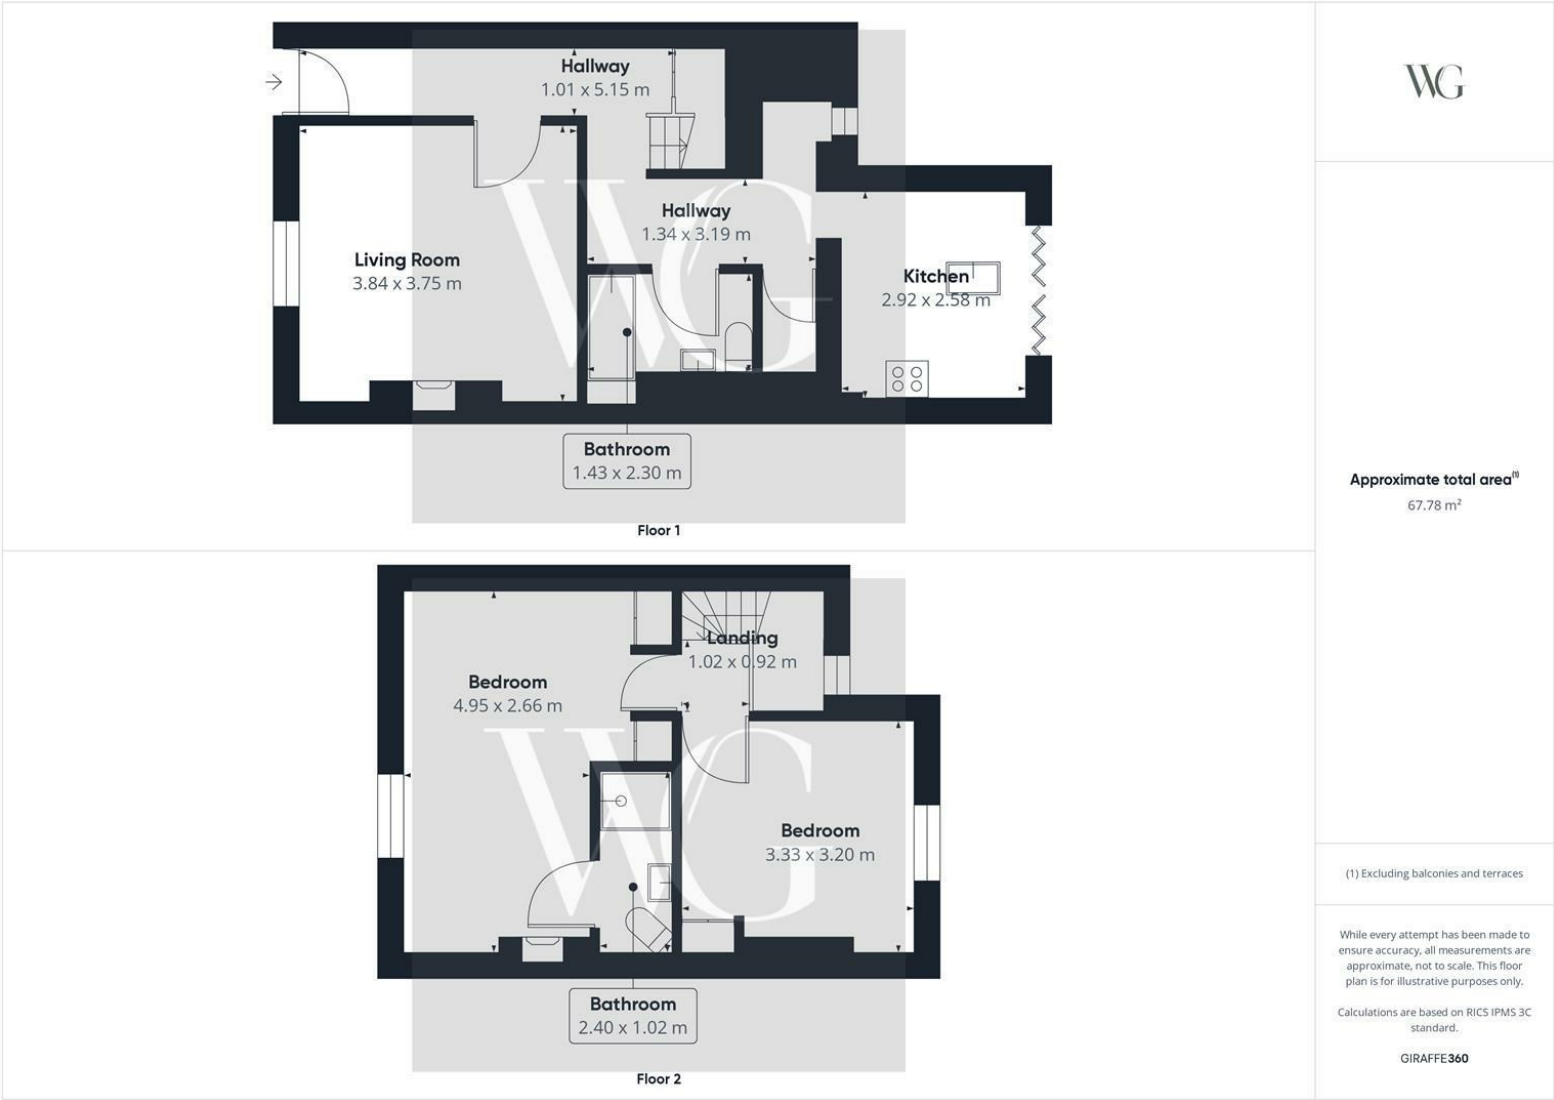 Hallway
1.01 x 5.15 m
WG
Hallway
1.34 x 3.19 m
Living Room
3.84 x 3.75 m
Kitchen
2.92 x 2.58 m
WG
Bathroom
1.43 x 2.30 m
Floor 1
Approximate total area(1)
67.78 m²
Landing
1.02 x 0.92 m
Bedroom
4.95 x 2.66 m
WG
Bedroom
3.33 x 3.20 m
Bathroom
2.40 x 1.02 m
Floor 2
(1) Excluding balconies and terraces
While every attempt has been made to
ensure accuracy, all measurements are
approximate, not to scale. This floor
plan is for illustrative purposes only.
Calculations are based on RICS IPMS 3C
standard.
GIRAFFE360